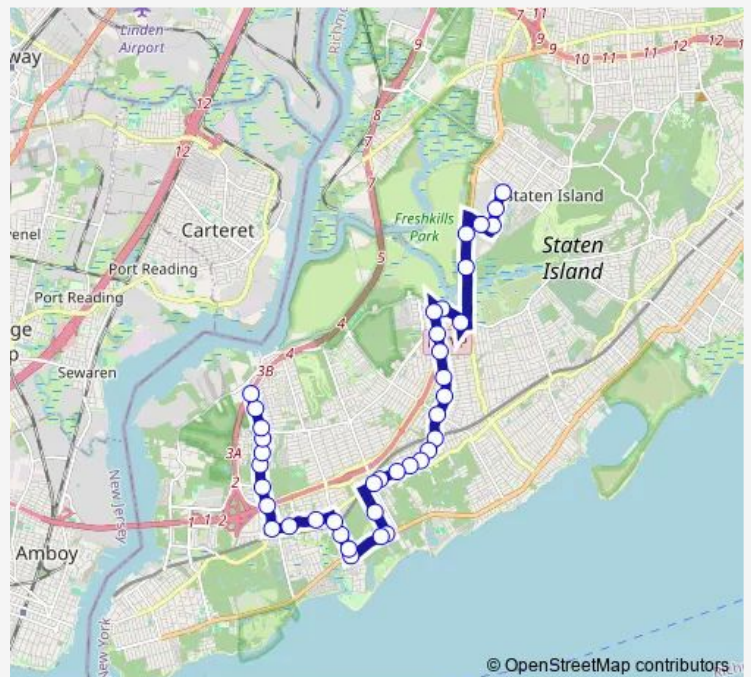 Linden
Airport
way
12
12
Carteret
enel
Port Reading
Port Reading
ge
Sewaren
New Jersey
Amboy
New York
9
8
7
7
5
4
4
3B
3A
2
1 1 2
7 11
9
9 10 11 11 12 12
Freshkills
Park
Staten Island
Staten
Island
© OpenStreetMap contributors